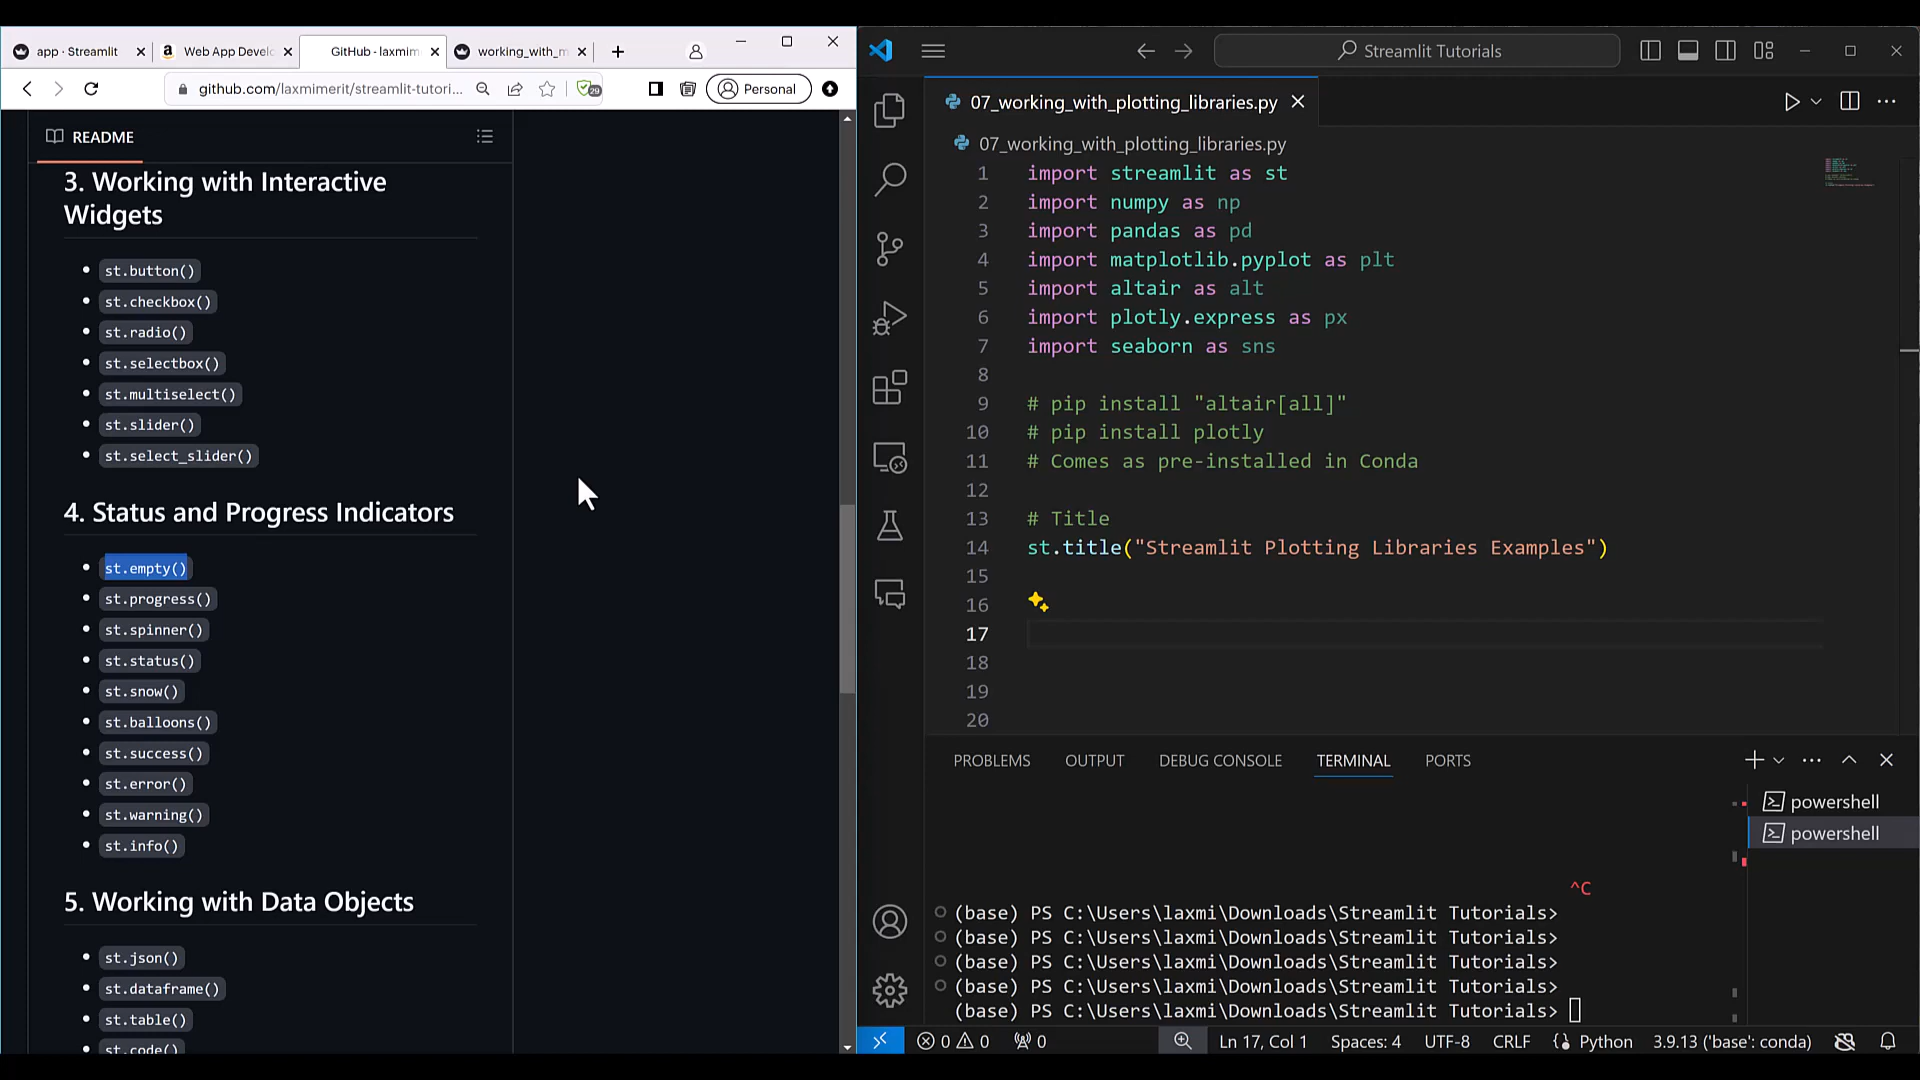 app · Streamlit
Web App Devel
GitHub - laxmim
working_with_m
github.com/laxmimerit/streamlit-tutori...
29
Personal
README
3. Working with Interactive
Widgets
st.button()
st.checkbox()
st.radio()
st.selectbox()
st.multiselect()
st.slider()
st.select_slider()
4. Status and Progress Indicators
st.empty()
st.progress()
st.spinner()
st.status()
st.snow()
st.balloons()
st.success()
st.error()
st.warning()
st.info()
5. Working with Data Objects
st.json()
st.dataframe()
st.table()
st.code()
Streamlit Tutorials
07_working_with_plotting_libraries.py
07_working_with_plotting_libraries.py
1 import streamlit as st
2 import numpy as np
3 import pandas as pd
4 import matplotlib.pyplot as plt
5 import altair as alt
6 import plotly.express as px
7 import seaborn as sns
8
9 # pip install "altair[all]"
10 # pip install plotly
11 # Comes as pre-installed in Conda
12
13 # Title
14 st.title("Streamlit Plotting Libraries Examples")
15
16
17
18
19
20
PROBLEMS OUTPUT DEBUG CONSOLE TERMINAL PORTS
powershell
powershell
^C
(base) PS C:\Users\laxmi\Downloads\Streamlit Tutorials>
(base) PS C:\Users\laxmi\Downloads\Streamlit Tutorials>
(base) PS C:\Users\laxmi\Downloads\Streamlit Tutorials>
(base) PS C:\Users\laxmi\Downloads\Streamlit Tutorials>
(base) PS C:\Users\laxmi\Downloads\Streamlit Tutorials>
0 0 0 Ln 17, Col 1 Spaces: 4 UTF-8 CRLF Python 3.9.13 ('base': conda)